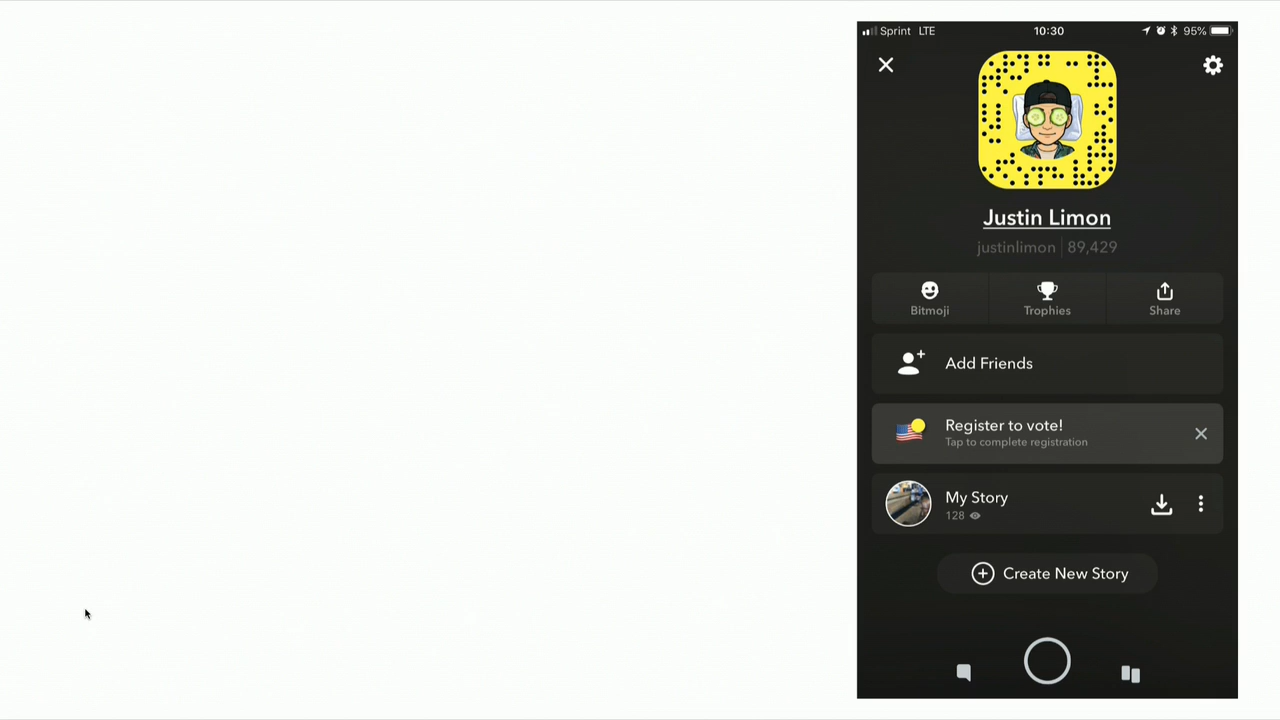 Sprint LTE 10:30 95%
Justin Limon
justinlimon 89,429
Bitmoji Trophies Share
Add Friends
Register to vote!
Tap to complete registration
My Story
128
Create New Story